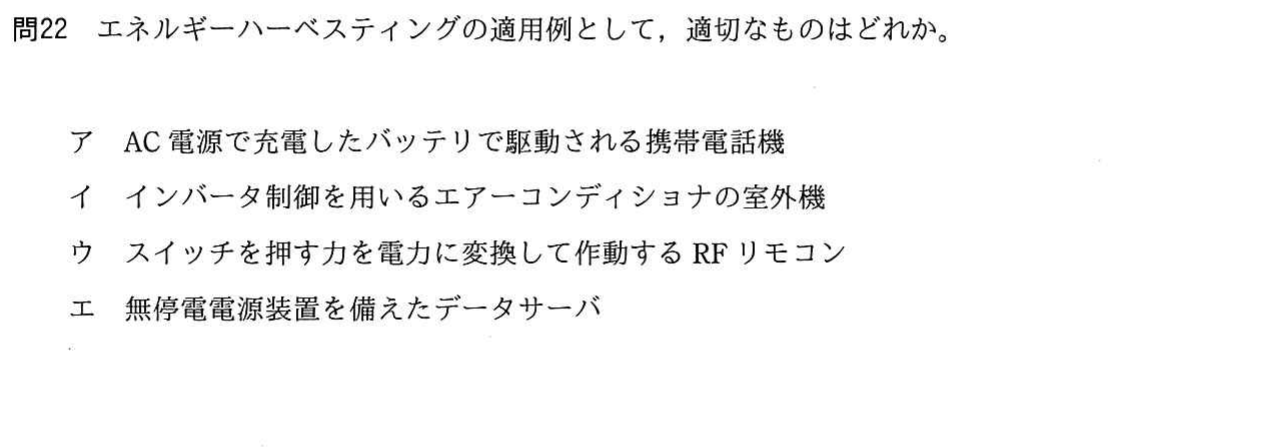 問22 エネルギーハーベスティングの適用例として，適切なものはどれか。
ア AC 電源で充電したバッテリで駆動される携帯電話機
イ インバータ制御を用いるエアーコンディショナの室外機
ウ スイッチを押す力を電力に変換して作動する RF リモコン
エ 無停電電源装置を備えたデータサーバ